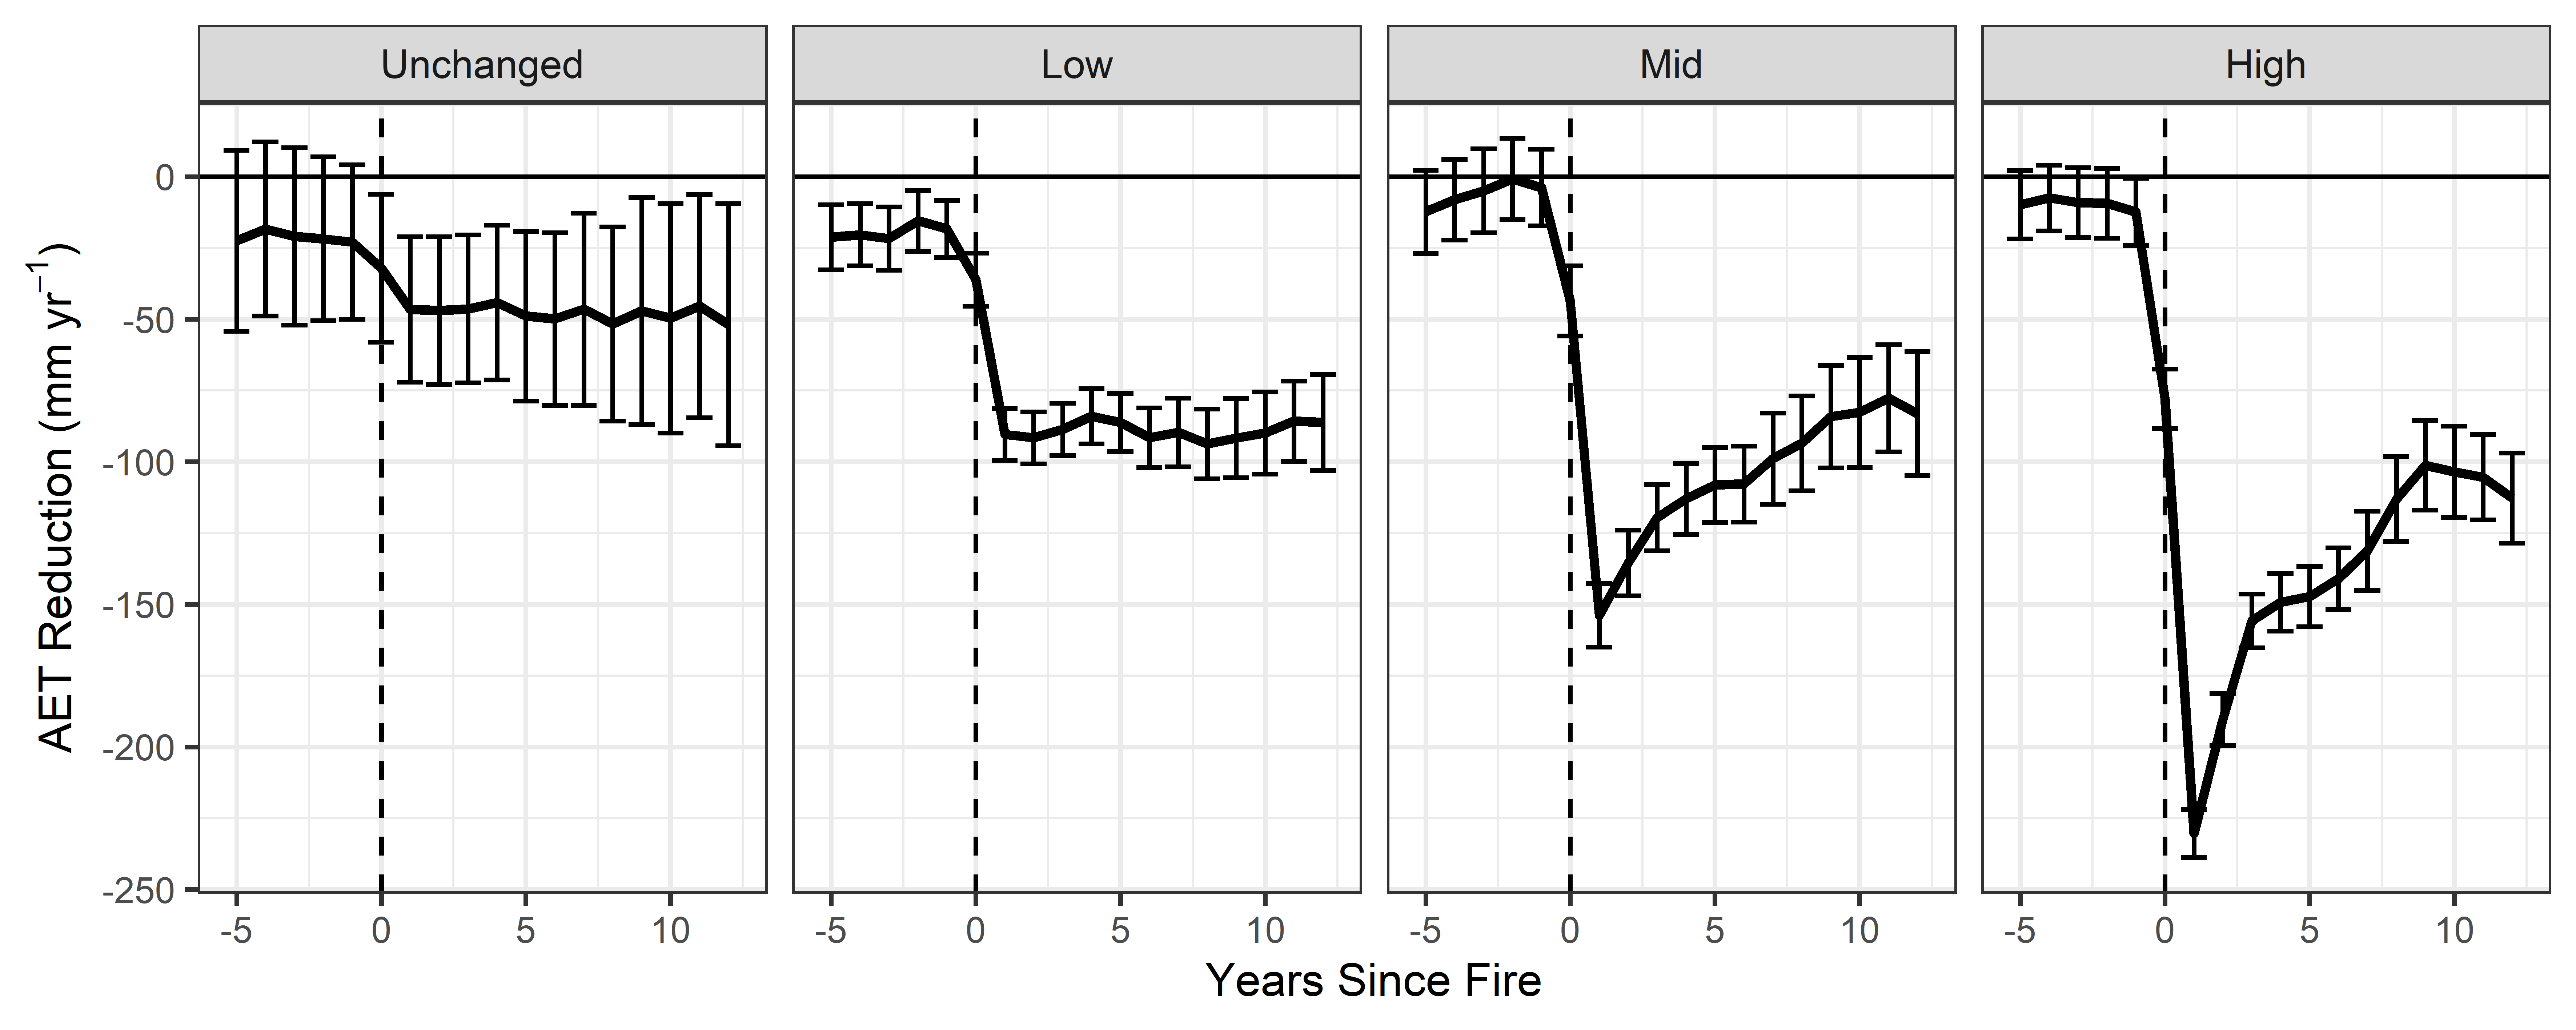 Unchanged Low Mid High
AET Reduction (mm yr⁻¹)
0
-50
-100
-150
-200
-250
-5 0 5 10 -5 0 5 10 -5 0 5 10 -5 0 5 10
Years Since Fire